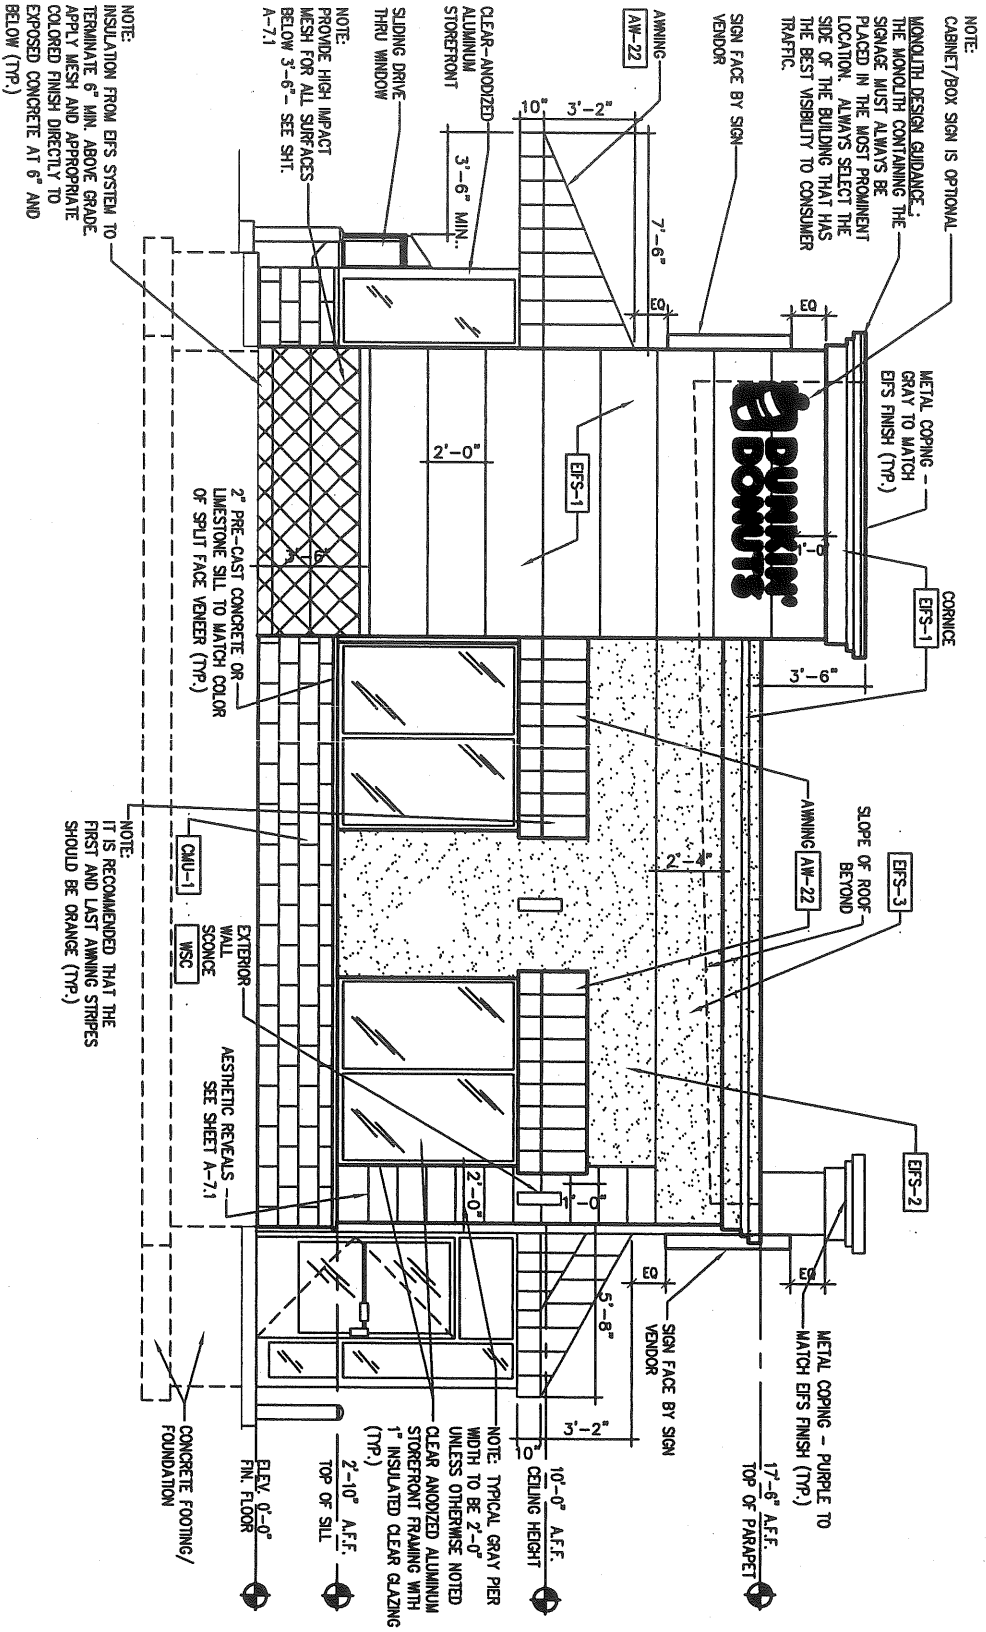 NOTE:
CABINET/BOX SIGN IS OPTIONAL
MONOLITH DESIGN GUIDANCE :
THE MONOLITH CONTAINING THE
SIGNAGE MUST ALWAYS BE
PLACED IN THE MOST PROMINENT
LOCATION. ALWAYS SELECT THE
SIDE OF THE BUILDING THAT HAS
THE BEST VISIBILITY TO CONSUMER
TRAFFIC.
SIGN FACE BY SIGN
VENDOR
AWNING
AW-22
CLEAR-ANODIZED
ALUMINUM
STOREFRONT
SLIDING DRIVE
THRU WINDOW
NOTE:
PROVIDE HIGH IMPACT
MESH FOR ALL SURFACES
BELOW 3'-6"- SEE SHT.
A-7.1
NOTE:
INSULATION FROM EIFS SYSTEM TO
TERMINATE 6" MIN. ABOVE GRADE.
APPLY MESH AND APPROPRIATE
COLORED FINISH DIRECTLY TO
EXPOSED CONCRETE AT 6" AND
BELOW (TYP.)
10"
3'-2"
3'-6" MIN.
7'-6"
EQ
EQ
METAL COPING -
GRAY TO MATCH
EIFS FINISH (TYP.)
DUNKIN'
DONUTS
1'-0
EIFS-1
2'-0"
3'-6"
CORNICE
EIFS-1
3'-6"
2" PRE-CAST CONCRETE OR
LIMESTONE SILL TO MATCH COLOR
OF SPLIT FACE VENEER (TYP.)
AWNING AW-22
SLOPE OF ROOF
BEYOND
EIFS-3
2'-4"
NOTE:
IT IS RECOMMENDED THAT THE
FIRST AND LAST AWNING STRIPES
SHOULD BE ORANGE (TYP.)
CMU-1
EXTERIOR
WALL
SCONCE
WSC
AESTHETIC REVEALS
SEE SHEET A-7.1
EIFS-2
2'-0"
1'-0"
EQ
EQ
5'-8"
3'-2"
10"
SIGN FACE BY SIGN
VENDOR
METAL COPING - PURPLE TO
MATCH EIFS FINISH (TYP.)
17'-6" A.F.F.
TOP OF PARAPET
10'-0" A.F.F.
CEILING HEIGHT
NOTE: TYPICAL GRAY PIER
WIDTH TO BE 2'-0"
UNLESS OTHERWISE NOTED
CLEAR ANODIZED ALUMINUM
STOREFRONT FRAMING WITH
1" INSULATED CLEAR GLAZING
(TYP.)
2'-10" A.F.F.
TOP OF SILL
ELEV. 0'-0"
FIN. FLOOR
CONCRETE FOOTING/
FOUNDATION